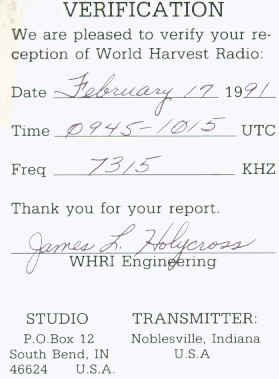 VERIFICATION
We are pleased to verify your re-
ception of World Harvest Radio:
Date February 17 1991
Time 0945-1015 UTC
Freq 7315 KHZ
Thank you for your report.
James L. Holycross
WHRI Engineering
STUDIO TRANSMITTER:
P.O.Box 12 Noblesville, Indiana
South Bend, IN U.S.A
46624 U.S.A.